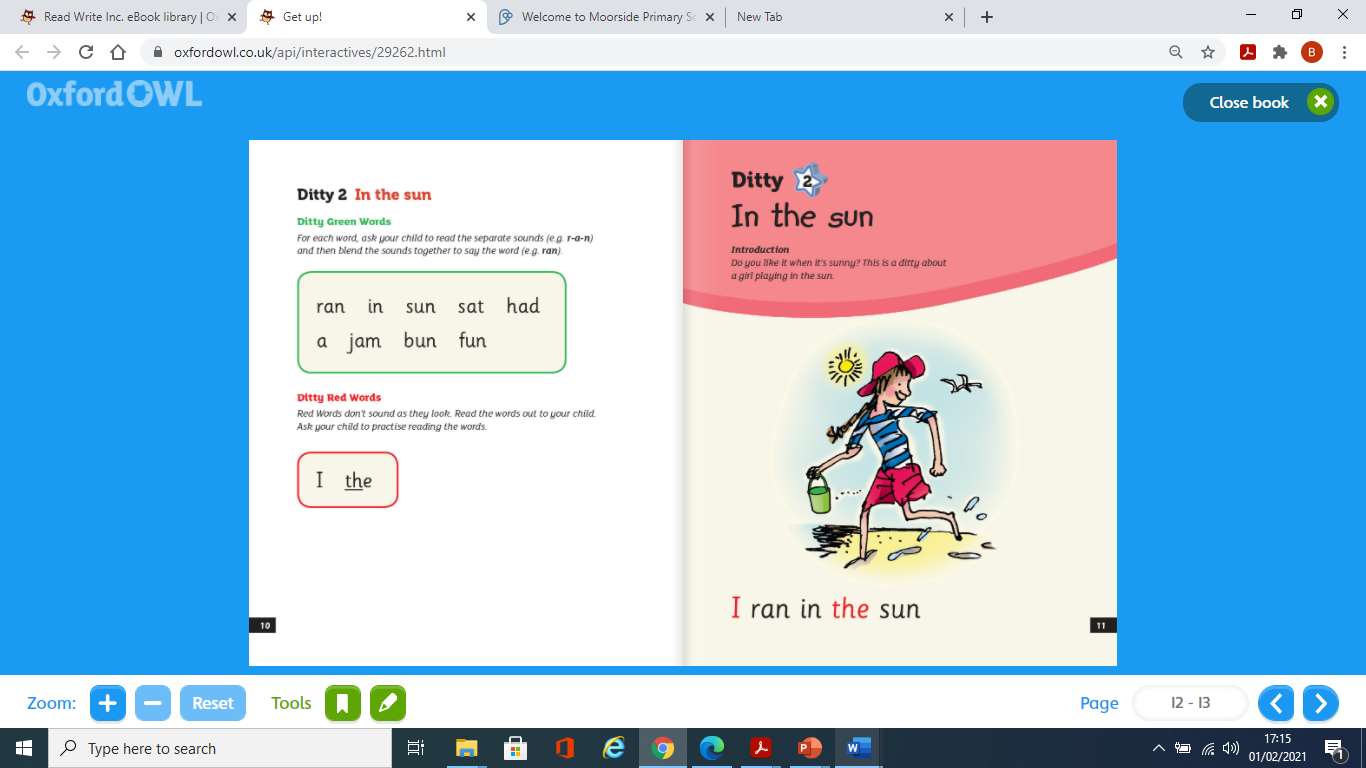 Read Write Inc. eBook library | Ox
Get up!
Welcome to Moorside Primary Sc
New Tab
oxfordowl.co.uk/api/interactives/29262.html
B
Oxford OWL
Close book
Ditty 2 In the sun
Ditty Green Words
For each word, ask your child to read the separate sounds (e.g. r-a-n)
and then blend the sounds together to say the word (e.g. ran).
ran in sun sat had
a jam bun fun
Ditty Red Words
Red Words don't sound as they look. Read the words out to your child.
Ask your child to practise reading the words.
I the
10
Ditty 2
In the sun
Introduction
Do you like it when it's sunny? This is a ditty about
a girl playing in the sun.
I ran in the sun
11
Zoom: Reset Tools Page 12 - 13
Type here to search
17:15
01/02/2021
1